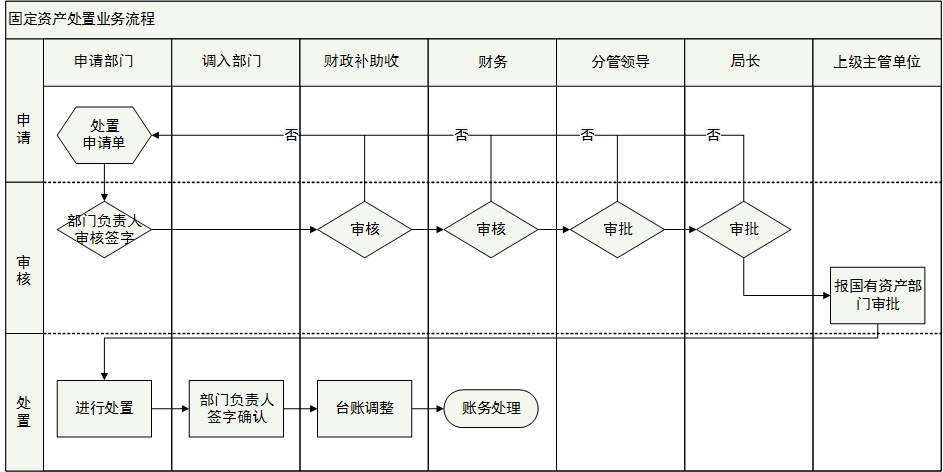 固定资产处置业务流程
申请部门
调入部门
财政补助收
财务
分管领导
局长
上级主管单位
申
请
处置
申请单
否
否
否
否
审
核
部门负责人
审核签字
审核
审核
审批
审批
报国有资产部
门审批
处
置
进行处置
部门负责人
签字确认
台账调整
账务处理